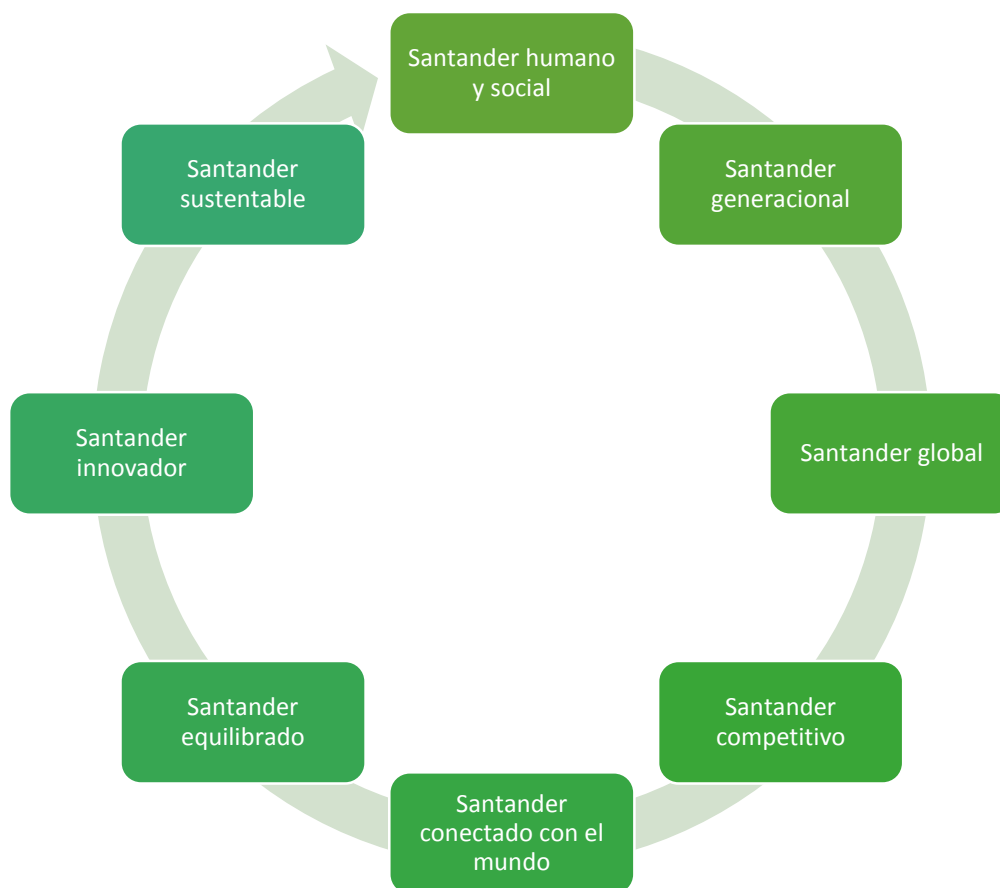 Santander humano
y social
Santander
generacional
Santander global
Santander
competitivo
Santander
conectado con el
mundo
Santander
equilibrado
Santander
innovador
Santander
sustentable